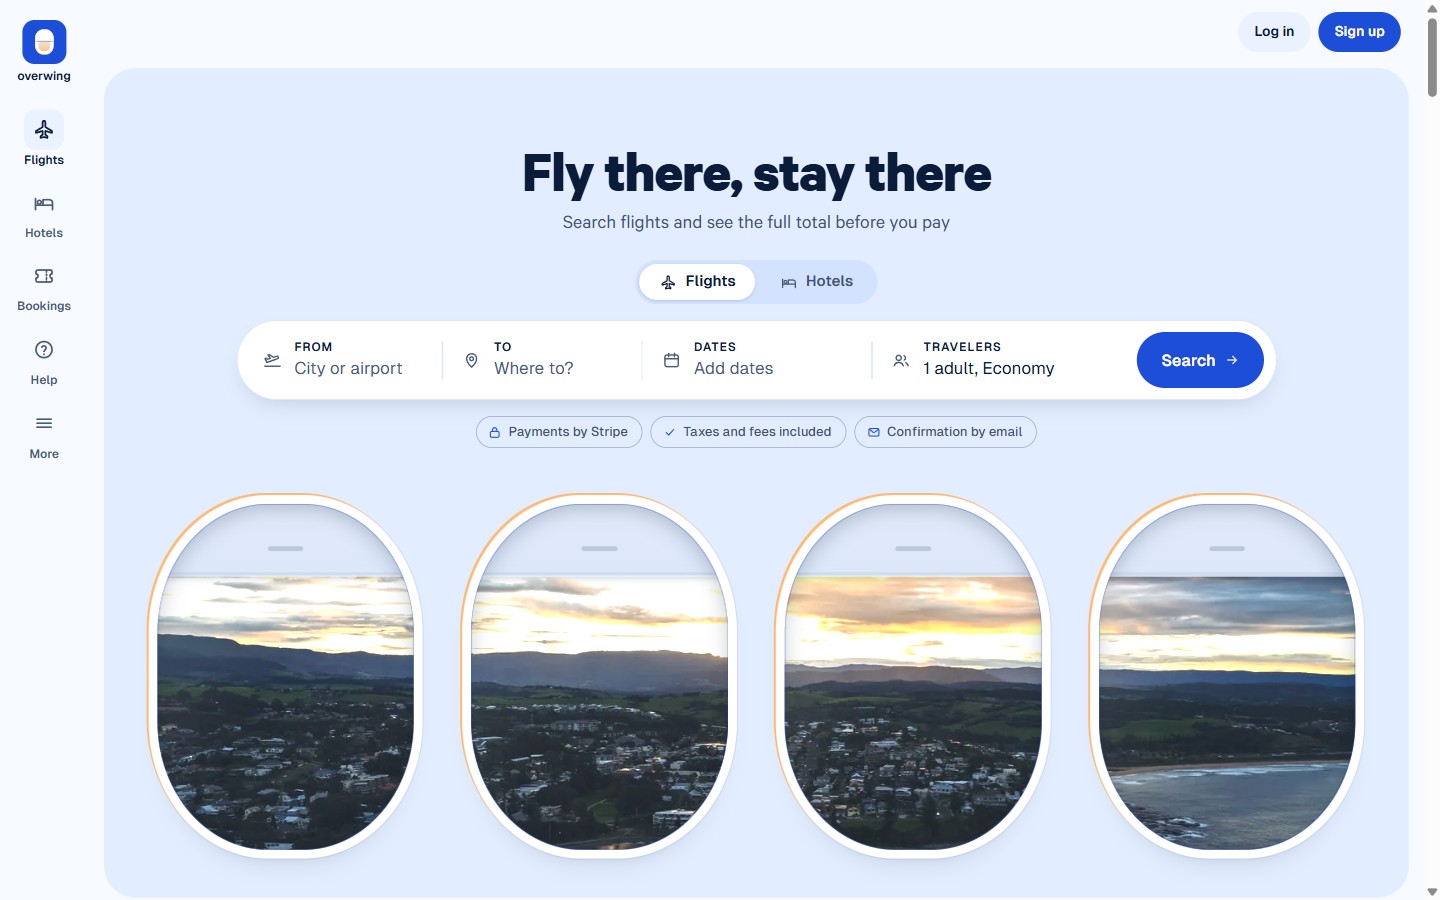 overwing
Flights
Hotels
Bookings
Help
More
Log in
Sign up
Fly there, stay there
Search flights and see the full total before you pay
Flights
Hotels
FROM
City or airport
TO
Where to?
DATES
Add dates
TRAVELERS
1 adult, Economy
Search
Payments by Stripe
Taxes and fees included
Confirmation by email